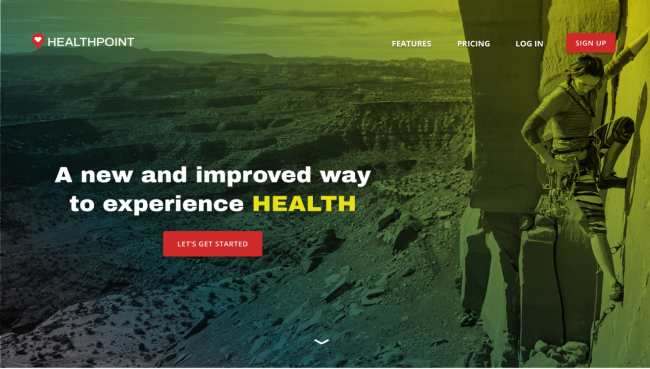 HEALTHPOINT
FEATURES
PRICING
LOG IN
SIGN UP
A new and improved way
to experience HEALTH
LET'S GET STARTED